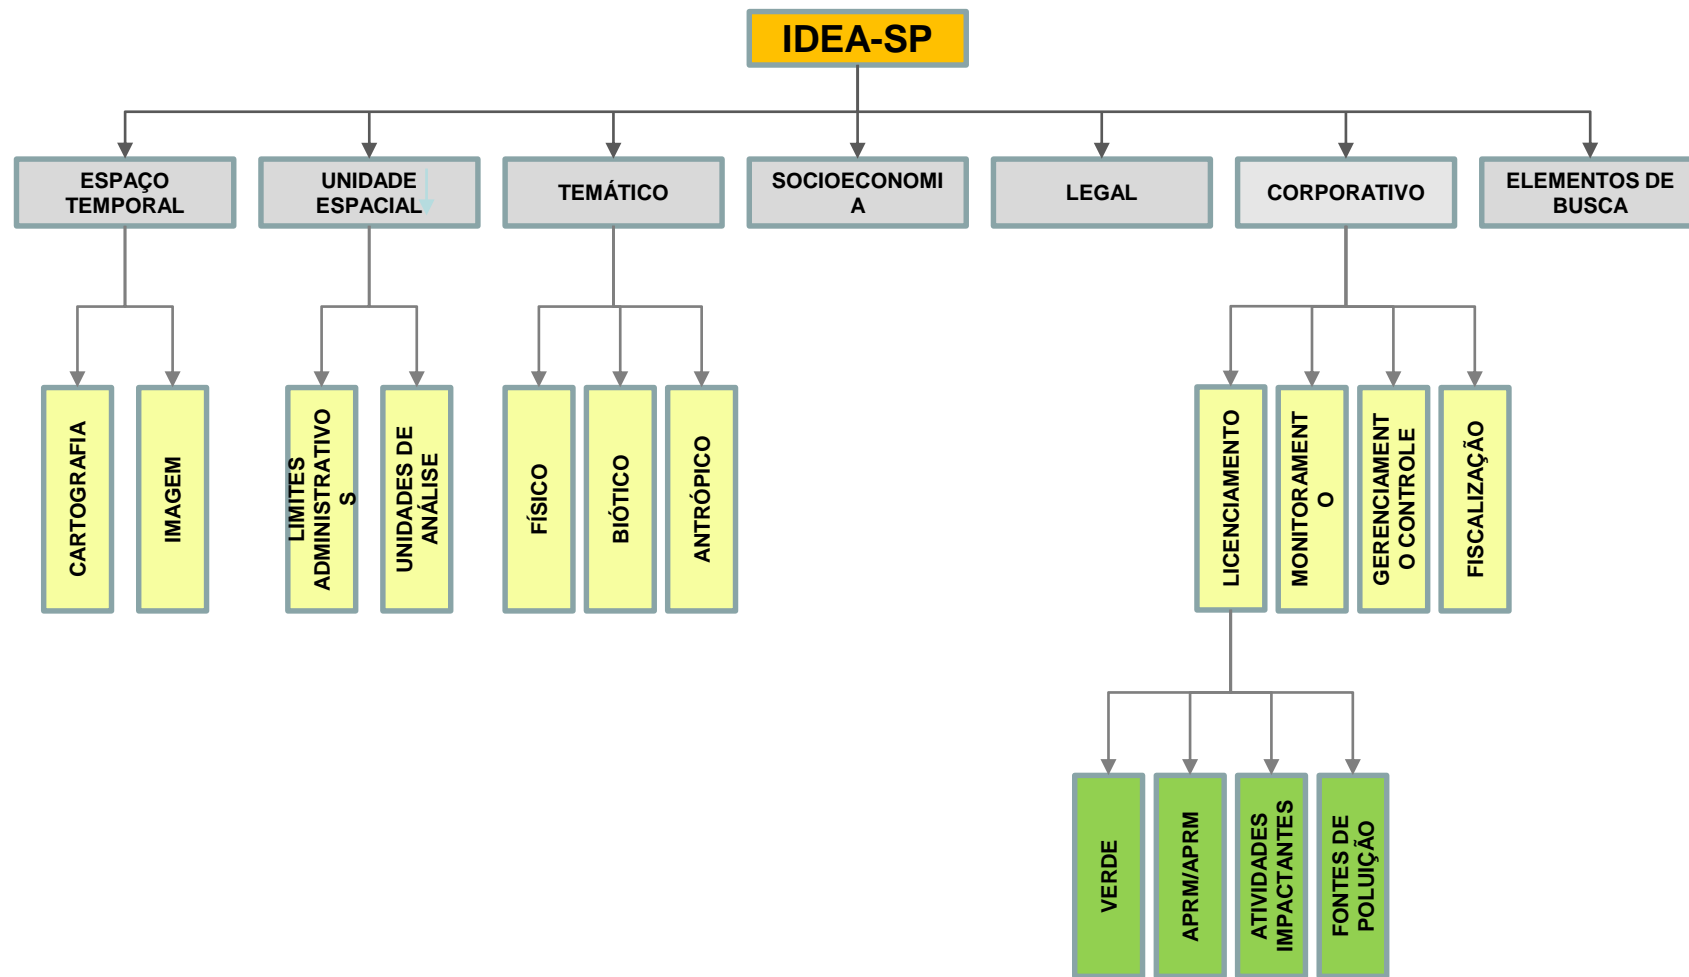 IDEA-SP
ESPAÇO
TEMPORAL
UNIDADE
ESPACIAL
TEMÁTICO
SOCIOECONOMI
A
LEGAL
CORPORATIVO
ELEMENTOS DE
BUSCA
CARTOGRAFIA
IMAGEM
LIMITES
ADMINISTRATIVO
S
UNIDADES DE
ANÁLISE
FÍSICO
BIÓTICO
ANTRÓPICO
LICENCIAMENTO
MONITORAMENT
O
GERENCIAMENT
O CONTROLE
FISCALIZAÇÃO
VERDE
APRM/APRM
ATIVIDADES
IMPACTANTES
FONTES DE
POLUIÇÃO